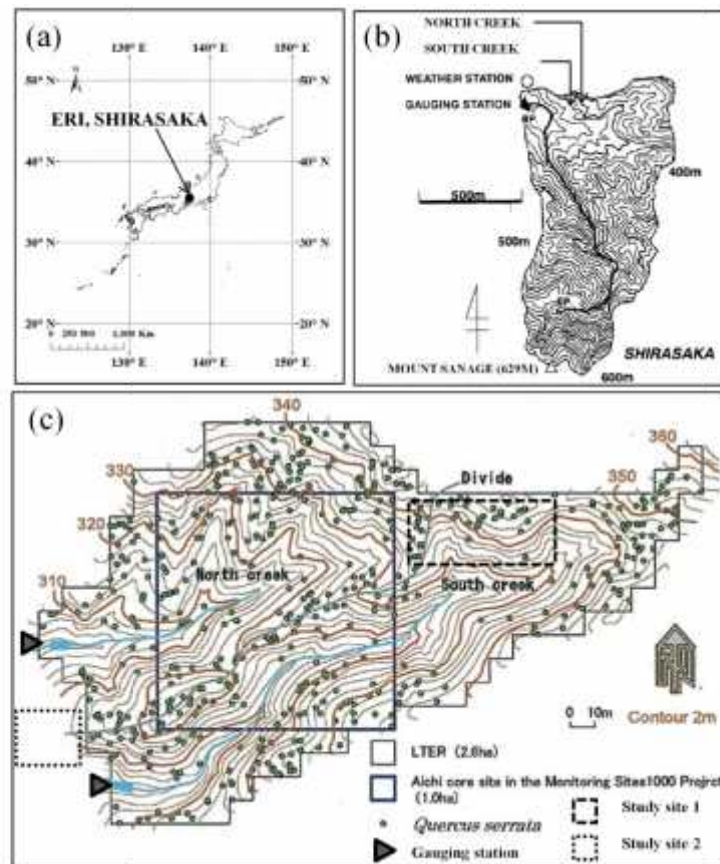 (a)
130° E 140° E 150° E
N
50° N 50° N
ERI, SHIRASAKA
40° N
30° N 30° N
20° N 20° N
130° E 140° E 150° E
(b)
NORTH CREEK
SOUTH CREEK
WEATHER STATION
GAUGING STATION
400m
500m
500m
SHIRASAKA
MOUNT SANAGE (629M)
600m
(c)
340
360
330
Divide
350
320
North creek
South creek
310
0 10m
Contour 2m
LTER (2.8ha)
Aichi core site in the Monitoring Sites1000 Project
(1.0ha)
Quercus serrata
Study site 1
Gauging station
Study site 2